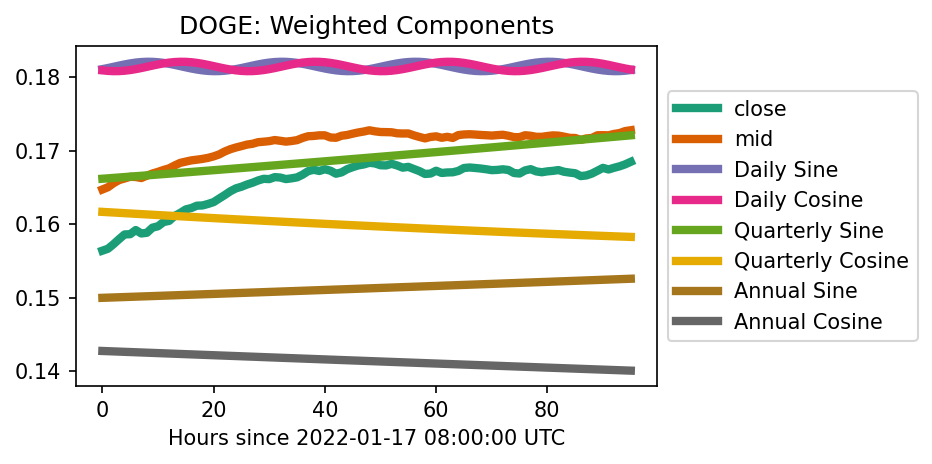 DOGE: Weighted Components
0.18
0.17
0.16
0.15
0.14
0 20 40 60 80
Hours since 2022-01-17 08:00:00 UTC
close
mid
Daily Sine
Daily Cosine
Quarterly Sine
Quarterly Cosine
Annual Sine
Annual Cosine